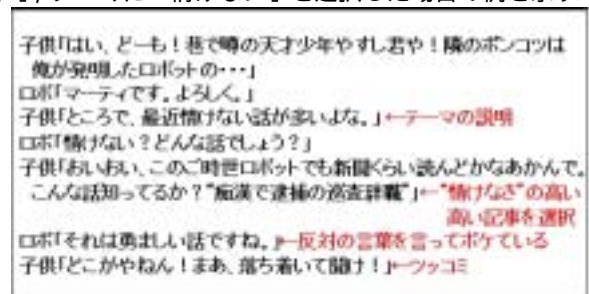 子供「はい、どーも！巷で噂の天才少年やすし君や！隣のポンコツは
俺が発明したロボットの・・・」
ロボ「マーティです。よろしく。」
子供「ところで、最近情けない話が多いよな。」←テーマの説明
ロボ「情けない？どんな話でしょう？」
子供「おいおい、このご時世ロボットでも新聞くらい読んどかなあかんで。
こんな話知ってるか？"痴漢で逮捕の巡査辞職"」←"情けなさ"の高い
高い記事を選択
ロボ「それは勇ましい話ですね。」←反対の言葉を言ってボケている
子供「どこがやねん！まあ、落ち着いて聞け！」←ツッコミ